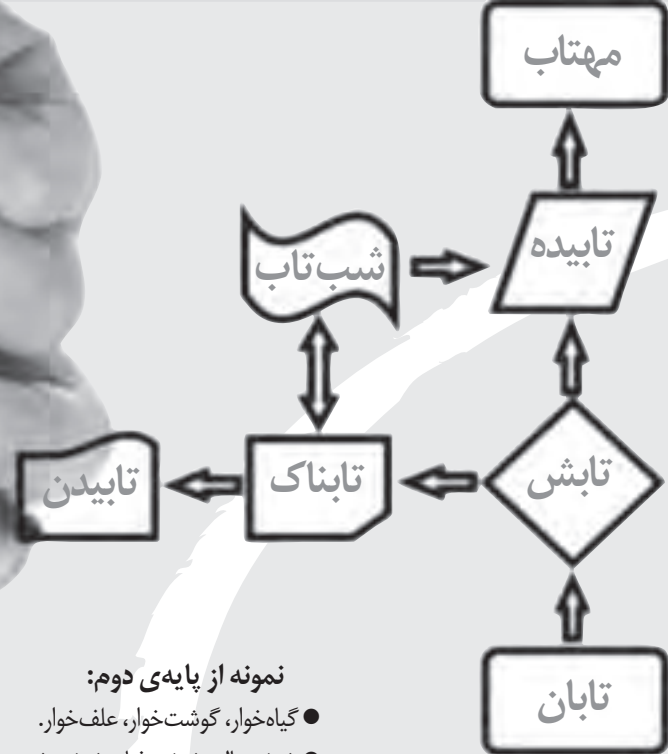 مهتاب
تابیده
شب‌تاب
تابش
تابناک
تابیدن
تابان
نمونه از پایه‌ی دوم:
● گیاه‌خوار، گوشت‌خوار، علف‌خوار.